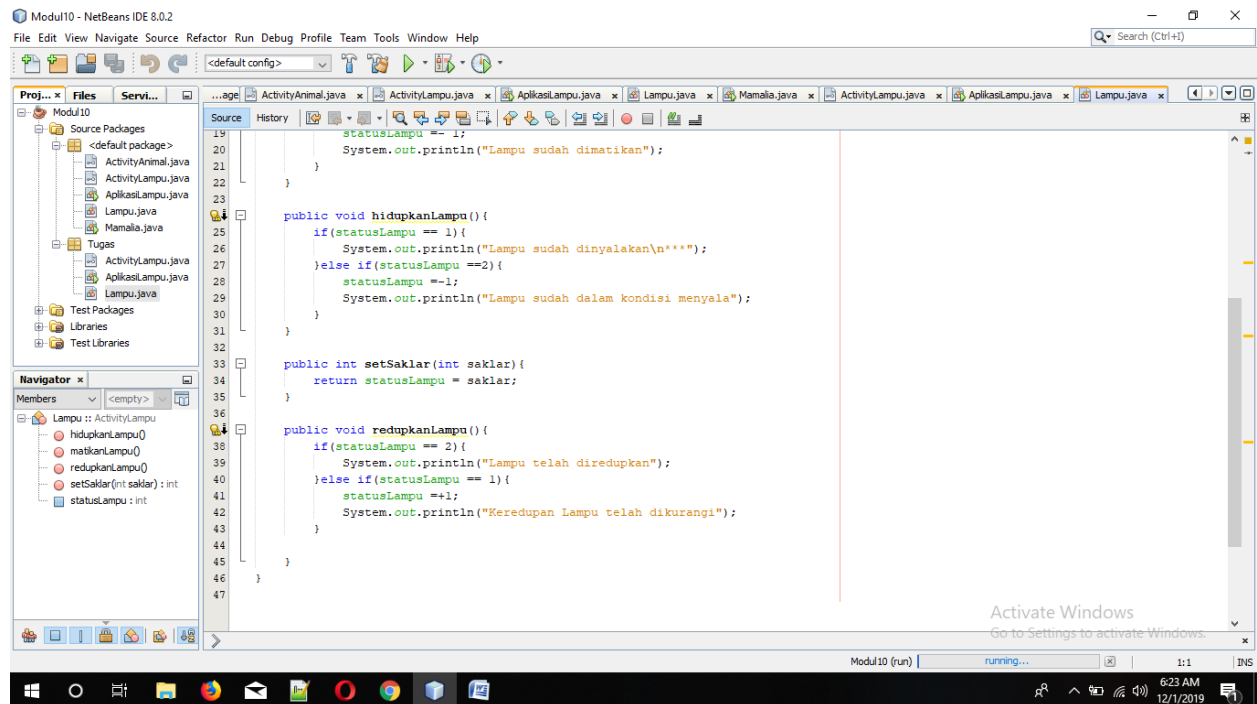 Modul10 - NetBeans IDE 8.0.2
File Edit View Navigate Source Refactor Run Debug Profile Team Tools Window Help
Search (Ctrl+I)
<default config>
Proj... x Files Servi...
...age ActivityAnimal.java x ActivityLampu.java x AplikasiLampu.java x Lampu.java x Mamalia.java x ActivityLampu.java x AplikasiLampu.java x Lampu.java x
Modul10
Source Packages
<default package>
ActivityAnimal.java
ActivityLampu.java
AplikasiLampu.java
Lampu.java
Mamalia.java
Tugas
ActivityLampu.java
AplikasiLampu.java
Lampu.java
Test Packages
Libraries
Test Libraries
Navigator x
Members <empty>
Lampu :: ActivityLampu
hidupkanLampu()
matikanLampu()
redupkanLampu()
setSaklar(int saklar) : int
statusLampu : int
Source History
19 statusLampu =- 1;
20 System.out.println("Lampu sudah dimatikan");
21 }
22 }
23
public void hidupkanLampu(){
25 if(statusLampu == 1){
26 System.out.println("Lampu sudah dinyalakan\n***");
27 }else if(statusLampu ==2){
28 statusLampu =-1;
29 System.out.println("Lampu sudah dalam kondisi menyala");
30 }
31 }
32
33 public int setSaklar(int saklar){
34 return statusLampu = saklar;
35 }
36
public void redupkanLampu(){
38 if(statusLampu == 2){
39 System.out.println("Lampu telah diredupkan");
40 }else if(statusLampu == 1){
41 statusLampu =+1;
42 System.out.println("Keredupan Lampu telah dikurangi");
43 }
44
45 }
46 }
47
Activate Windows
Go to Settings to activate Windows.
Modul10 (run) running... 1:1 INS
6:23 AM
12/1/2019